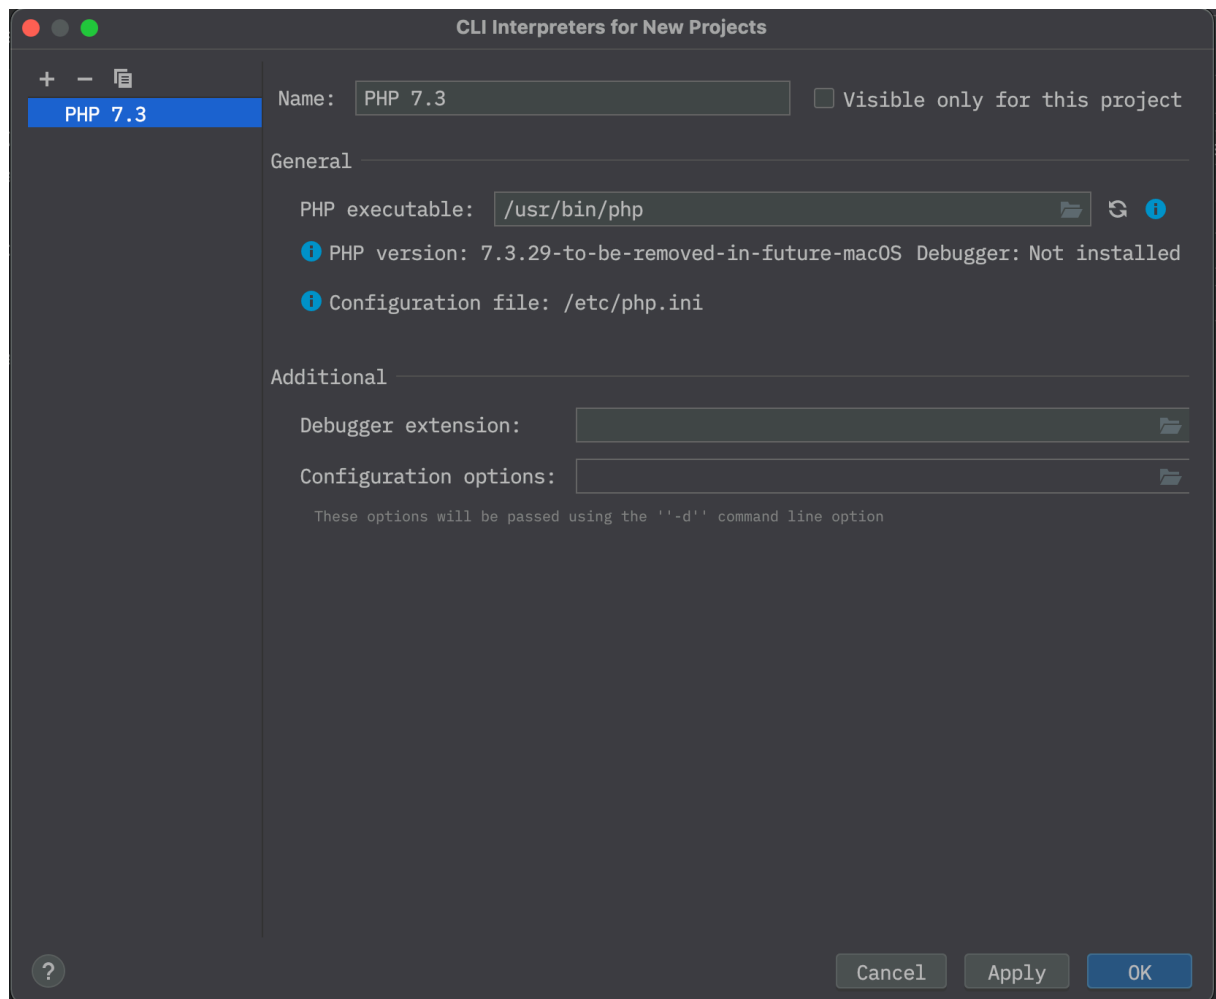 CLI Interpreters for New Projects
PHP 7.3
Name: PHP 7.3 Visible only for this project
General
PHP executable: /usr/bin/php
PHP version: 7.3.29-to-be-removed-in-future-macOS Debugger: Not installed
Configuration file: /etc/php.ini
Additional
Debugger extension:
Configuration options:
These options will be passed using the ''-d'' command line option
? Cancel Apply OK